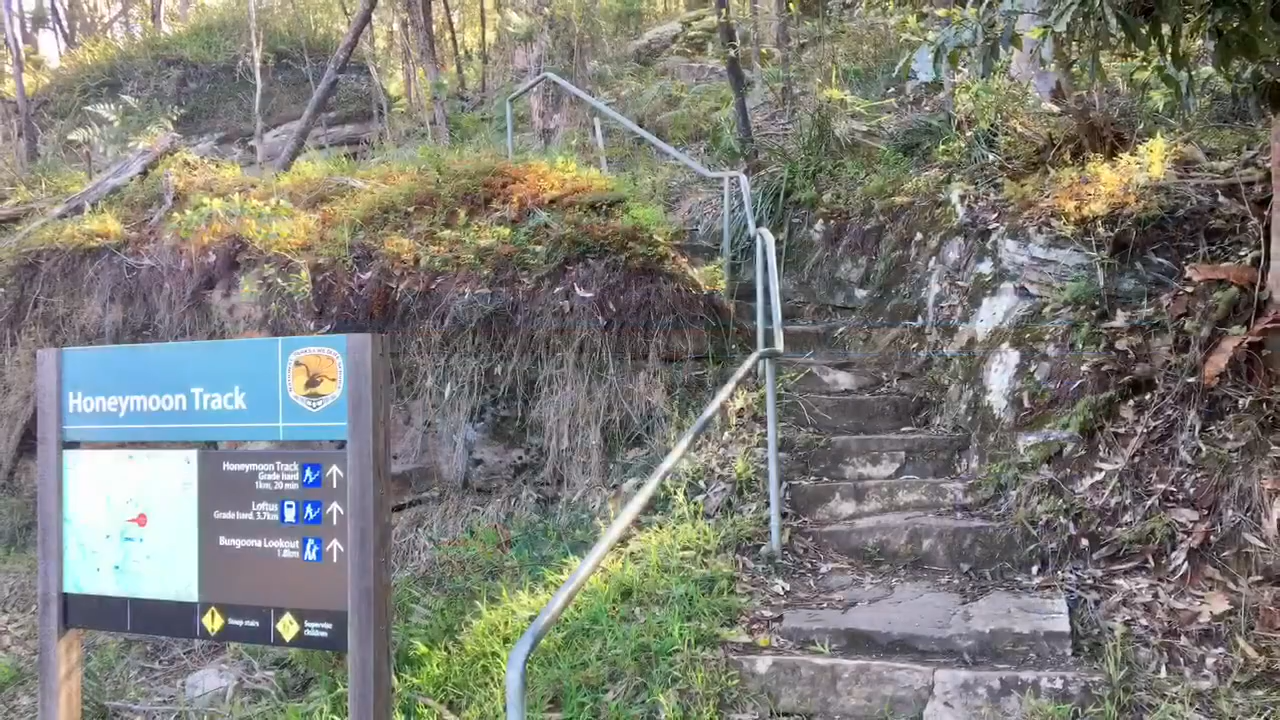 Honeymoon Track
Honeymoon Track
Grade hard
1km, 20 min
Loftus
Grade hard, 3.7km
Bungoona Lookout
1.8km
Steep stairs
Supervise
children